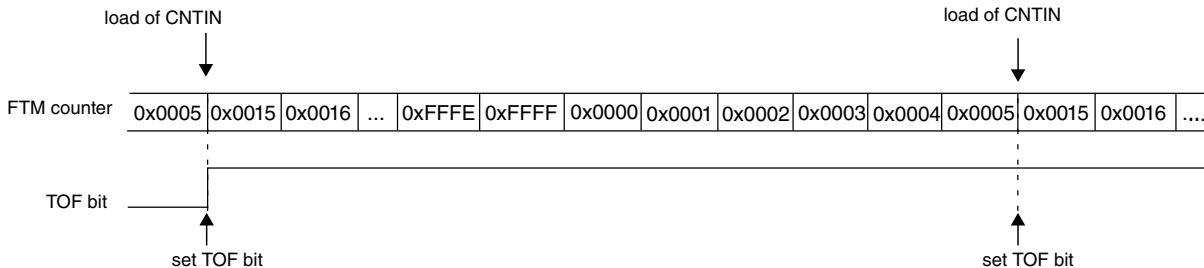 load of CNTIN
load of CNTIN
FTM counter 0x0005 0x0015 0x0016 ... 0xFFFE 0xFFFF 0x0000 0x0001 0x0002 0x0003 0x0004 0x0005 0x0015 0x0016 ....
TOF bit
set TOF bit
set TOF bit